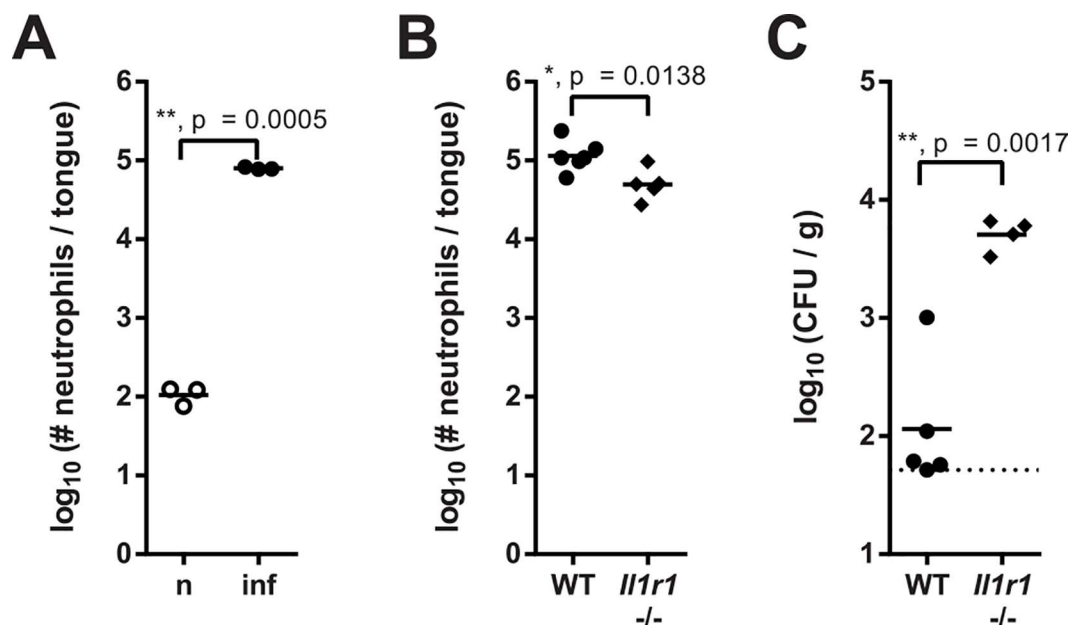 A
log10 (# neutrophils / tongue)
6
5
4
3
2
1
0
**, p = 0.0005
n
inf
B
log10 (# neutrophils / tongue)
6
5
4
3
2
1
0
*, p = 0.0138
WT
Il1r1
-/-
C
log10 (CFU / g)
5
4
3
2
1
**, p = 0.0017
WT
Il1r1
-/-